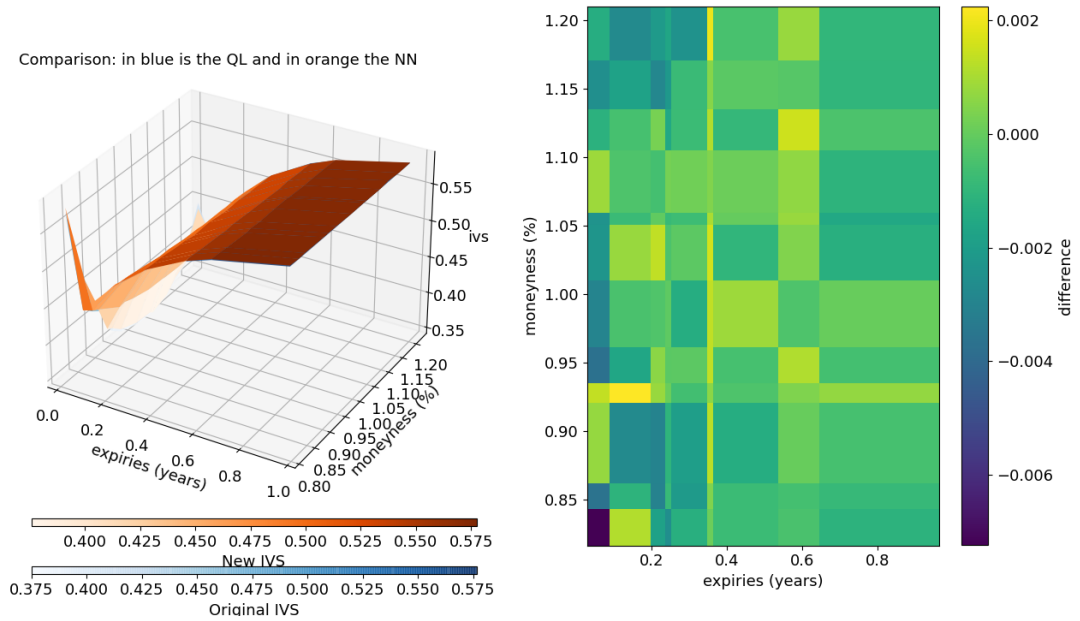 Comparison: in blue is the QL and in orange the NN
0.55
0.50
ivs
0.45
0.40
0.35
1.20
1.15
1.10
1.05
1.00
0.95
0.90
0.85
0.80
moneyness (%)
0.0
0.2
0.4
0.6
0.8
1.0
expiries (years)
0.400 0.425 0.450 0.475 0.500 0.525 0.550 0.575
New IVS
0.375 0.400 0.425 0.450 0.475 0.500 0.525 0.550 0.575
Original IVS
1.20
1.15
1.10
1.05
1.00
0.95
0.90
0.85
moneyness (%)
0.2 0.4 0.6 0.8
expiries (years)
0.002
0.000
−0.002
−0.004
−0.006
difference